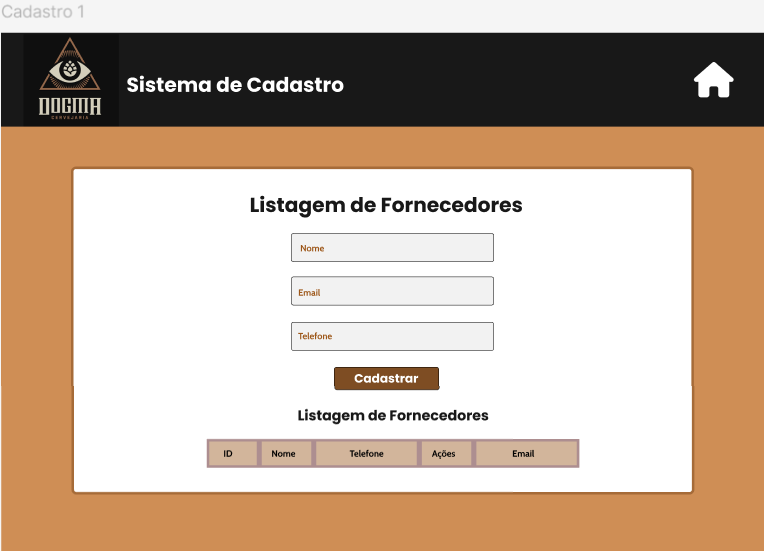 Cadastro 1
DOGMA
CERVEJARIA
Sistema de Cadastro
Listagem de Fornecedores
Nome
Email
Telefone
Cadastrar
Listagem de Fornecedores
ID Nome Telefone Ações Email